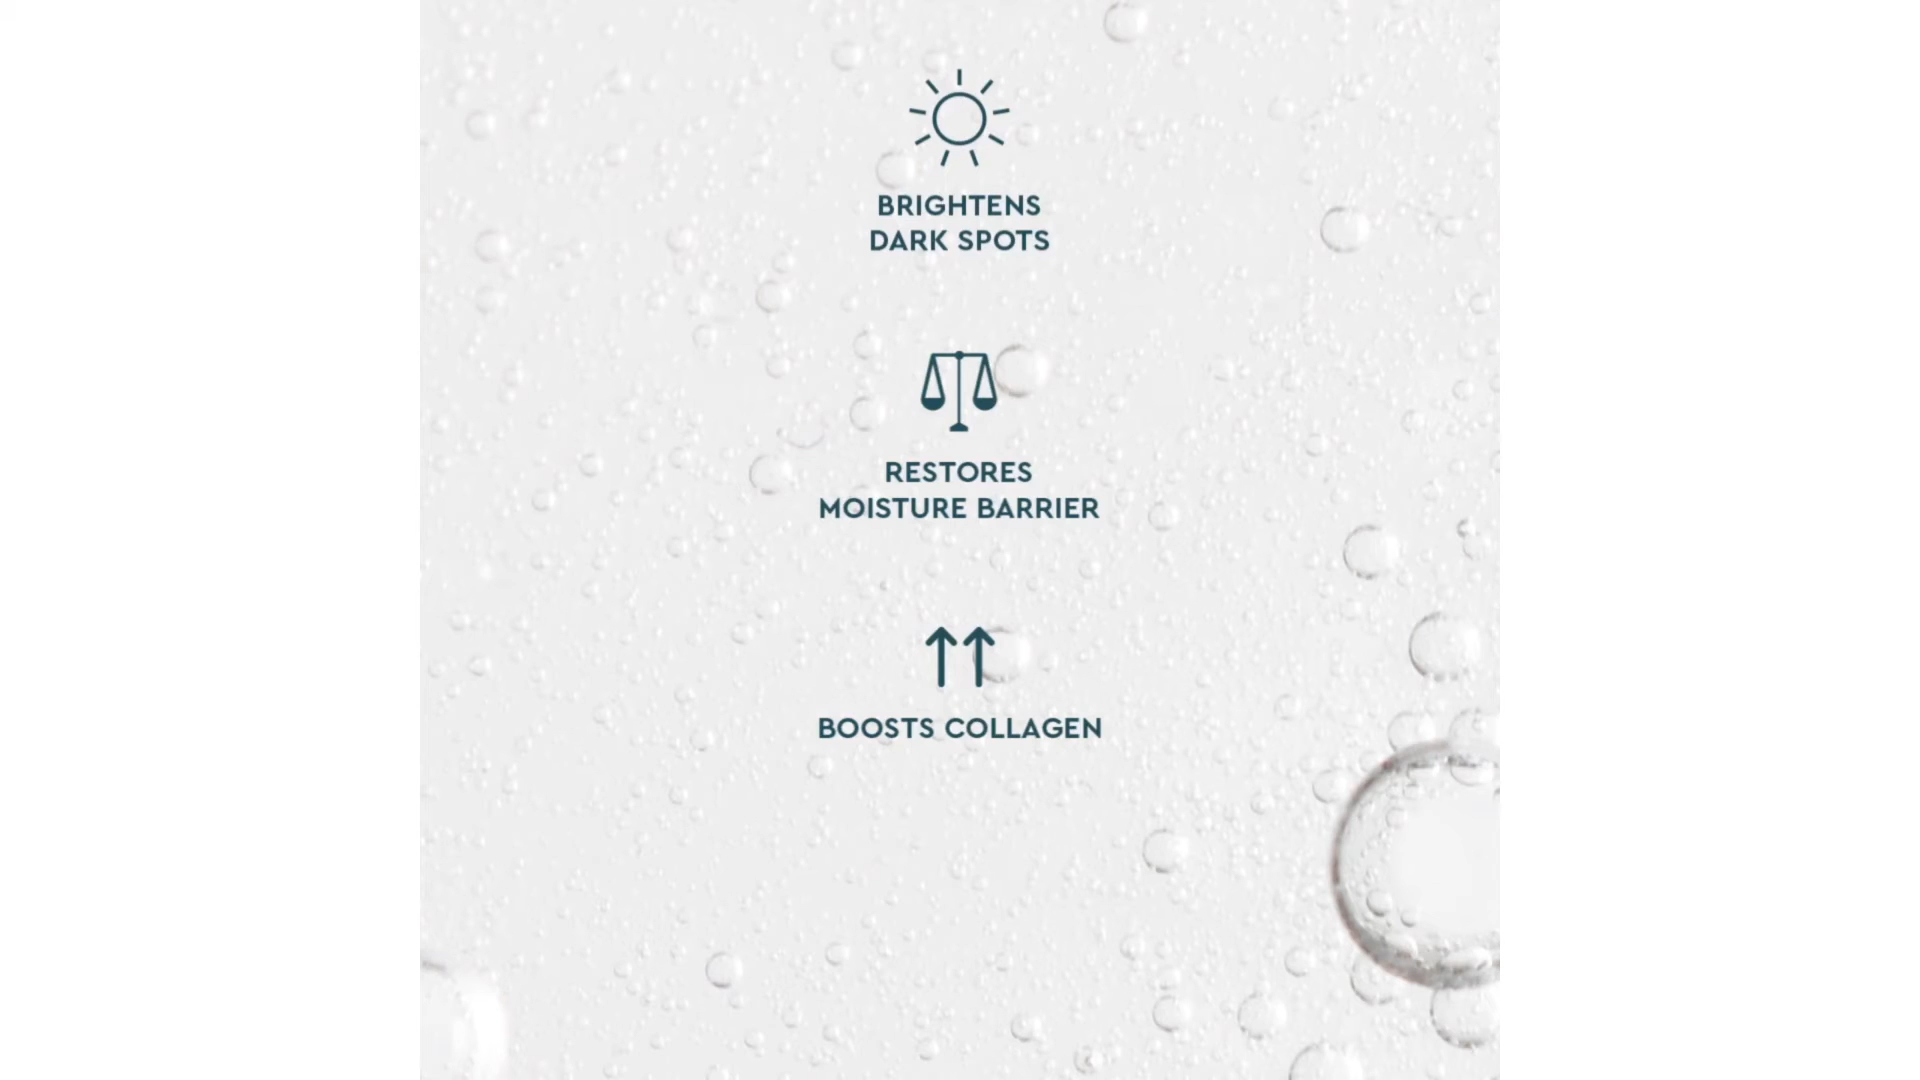 BRIGHTENS
DARK SPOTS
RESTORES
MOISTURE BARRIER
BOOSTS COLLAGEN